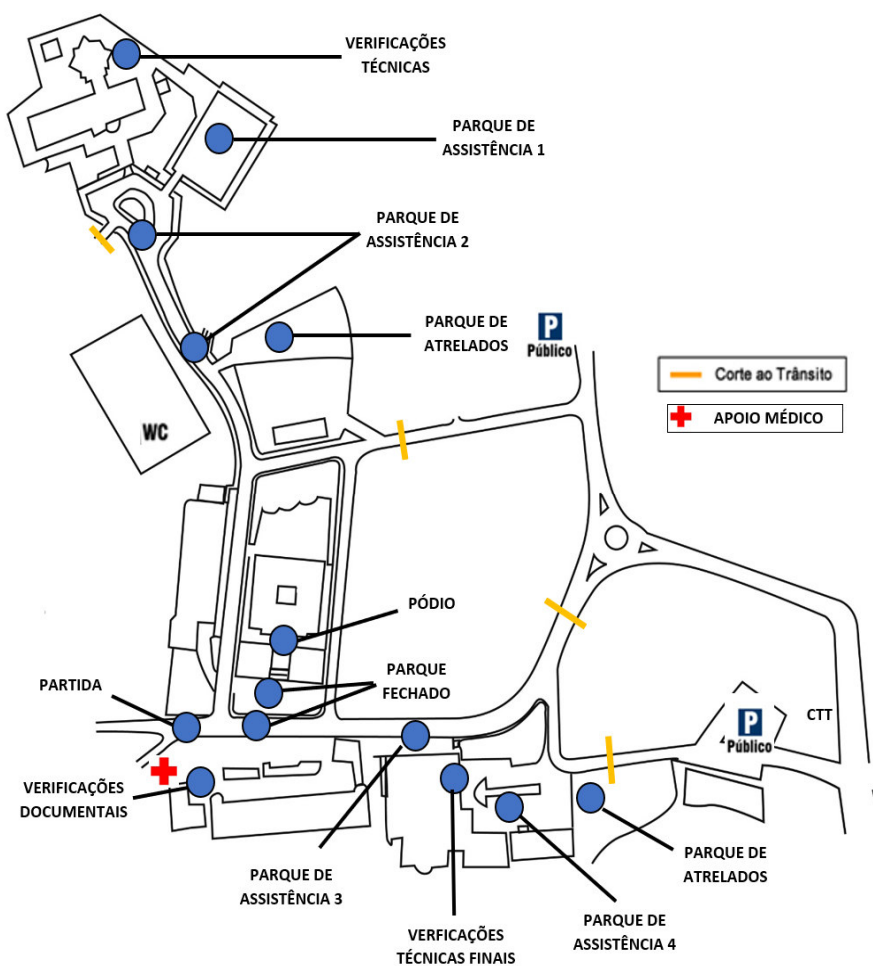 VERIFICAÇÕES
TÉCNICAS
PARQUE DE
ASSISTÊNCIA 1
PARQUE DE
ASSISTÊNCIA 2
PARQUE DE
ATRELADOS
P
Público
Corte ao Trânsito
APOIO MÉDICO
WC
PÓDIO
PARQUE
FECHADO
PARTIDA
CTT
P
Público
VERIFICAÇÕES
DOCUMENTAIS
PARQUE DE
ASSISTÊNCIA 3
PARQUE DE
ATRELADOS
PARQUE DE
ASSISTÊNCIA 4
VERFICAÇÕES
TÉCNICAS FINAIS